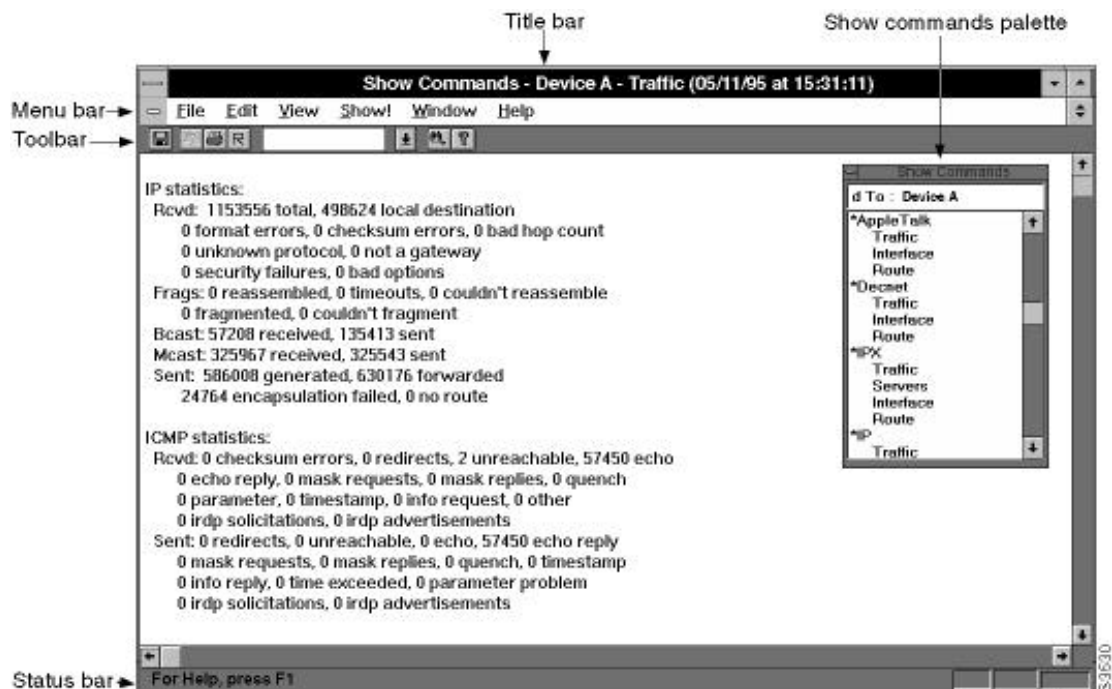 Title bar
Show commands palette
Show Commands - Device A - Traffic (05/11/95 at 15:31:11)
Menu bar
File Edit View Show! Window Help
Toolbar
R ?
IP statistics:
Rcvd: 1153556 total, 498624 local destination
0 format errors, 0 checksum errors, 0 bad hop count
0 unknown protocol, 0 not a gateway
0 security failures, 0 bad options
Frags: 0 reassembled, 0 timeouts, 0 couldn't reassemble
0 fragmented, 0 couldn't fragment
Bcast: 57208 received, 135413 sent
Mcast: 325967 received, 325543 sent
Sent: 586008 generated, 630176 forwarded
24764 encapsulation failed, 0 no route
ICMP statistics:
Rcvd: 0 checksum errors, 0 redirects, 2 unreachable, 57450 echo
0 echo reply, 0 mask requests, 0 mask replies, 0 quench
0 parameter, 0 timestamp, 0 info request, 0 other
0 irdp solicitations, 0 irdp advertisements
Sent: 0 redirects, 0 unreachable, 0 echo, 57450 echo reply
0 mask requests, 0 mask replies, 0 quench, 0 timestamp
0 info reply, 0 time exceeded, 0 parameter problem
0 irdp solicitations, 0 irdp advertisements
Show Commands
d To : Device A
*AppleTalk
Traffic
Interface
Route
*Decnet
Traffic
Interface
Route
*IPX
Traffic
Servers
Interface
Route
*IP
Traffic
Status bar
For Help, press F1
S3630